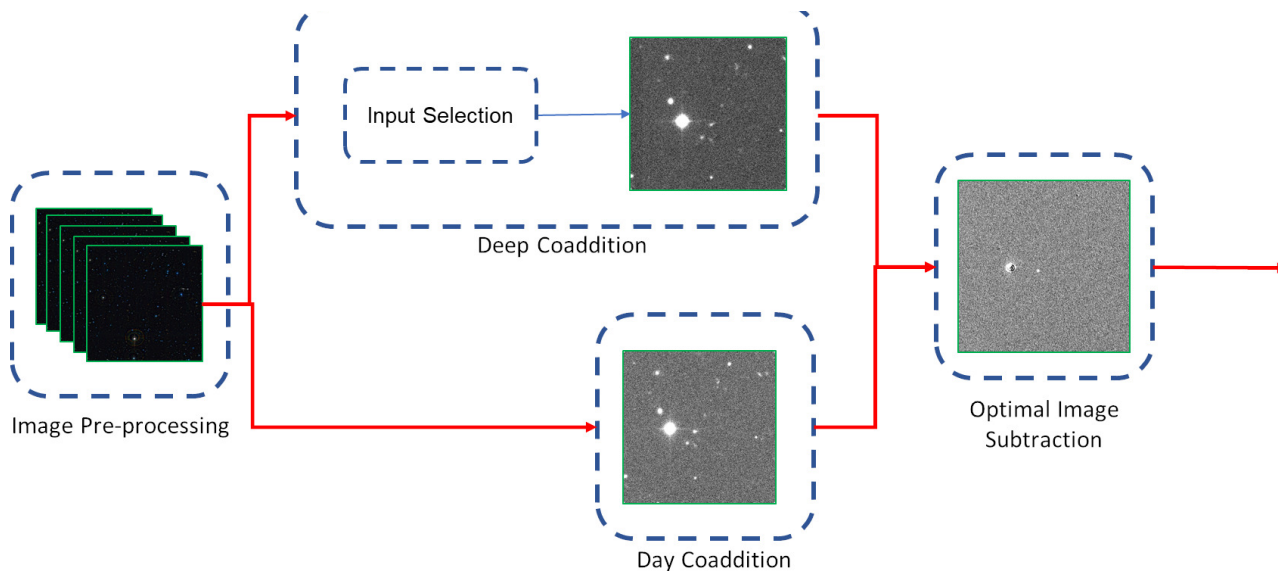 Input Selection
Deep Coaddition
Image Pre-processing
Optimal Image
Subtraction
Day Coaddition